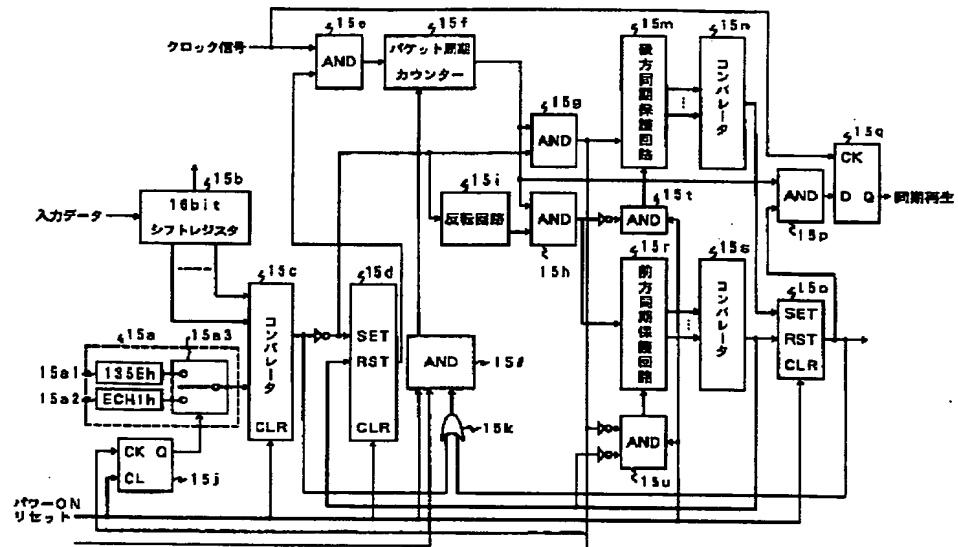 15e
15f
15m
15n
クロック信号
AND
パケット周期
カウンター
後方同期保護回路
コンパレータ
15g
AND
15q
CK
D Q
同期再生
15b
16bit
シフトレジスタ
入力データ
15i
反転回路
AND
15h
15t
AND
AND
15p
15c
コンパレータ
CLR
15d
SET
RST
CLR
15r
前方同期保護回路
15s
コンパレータ
15o
SET
RST
CLR
15a
15a3
15a1
135Eh
15a2
AND
15k
AND
15u
CK Q
CL
15j
パワーON
リセット